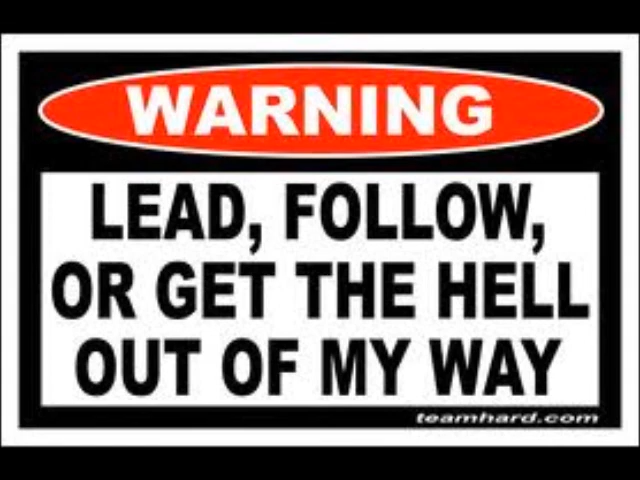 WARNING
LEAD, FOLLOW,
OR GET THE HELL
OUT OF MY WAY
teamhard.com